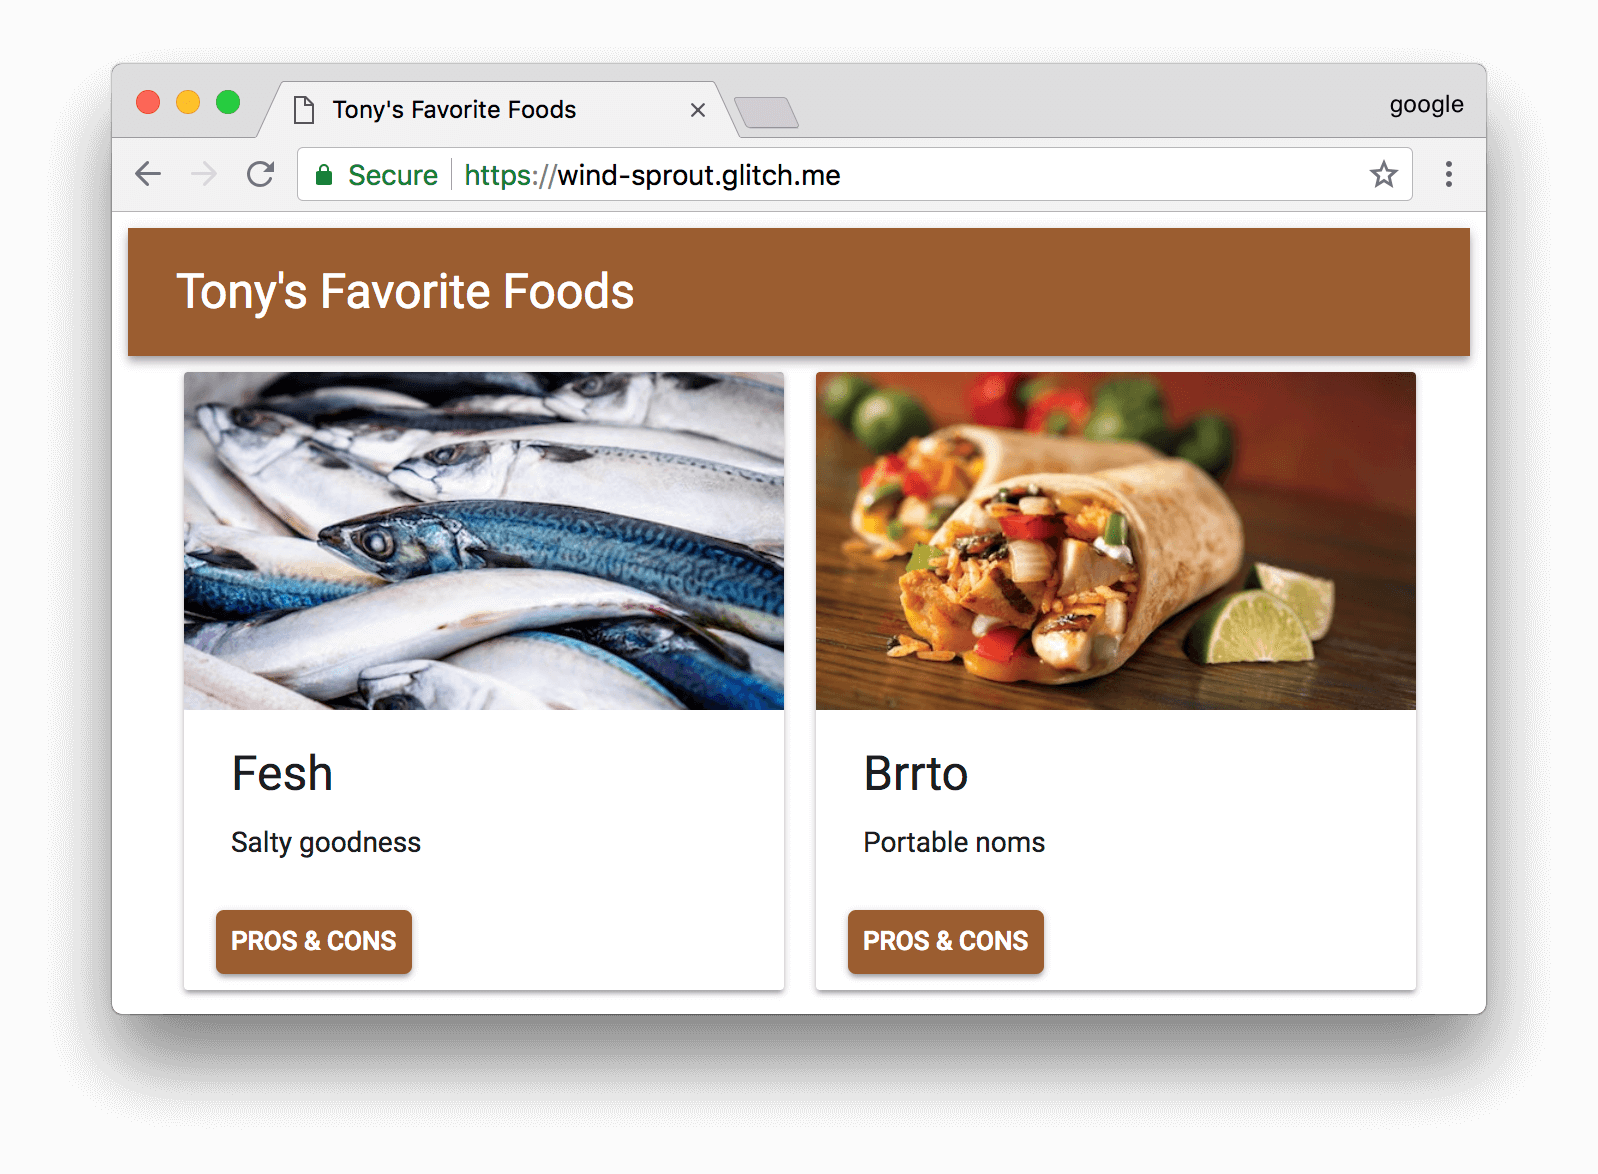 Tony's Favorite Foods
google
Secure
https://wind-sprout.glitch.me
Tony's Favorite Foods
Fesh
Brrto
Salty goodness
Portable noms
PROS & CONS
PROS & CONS